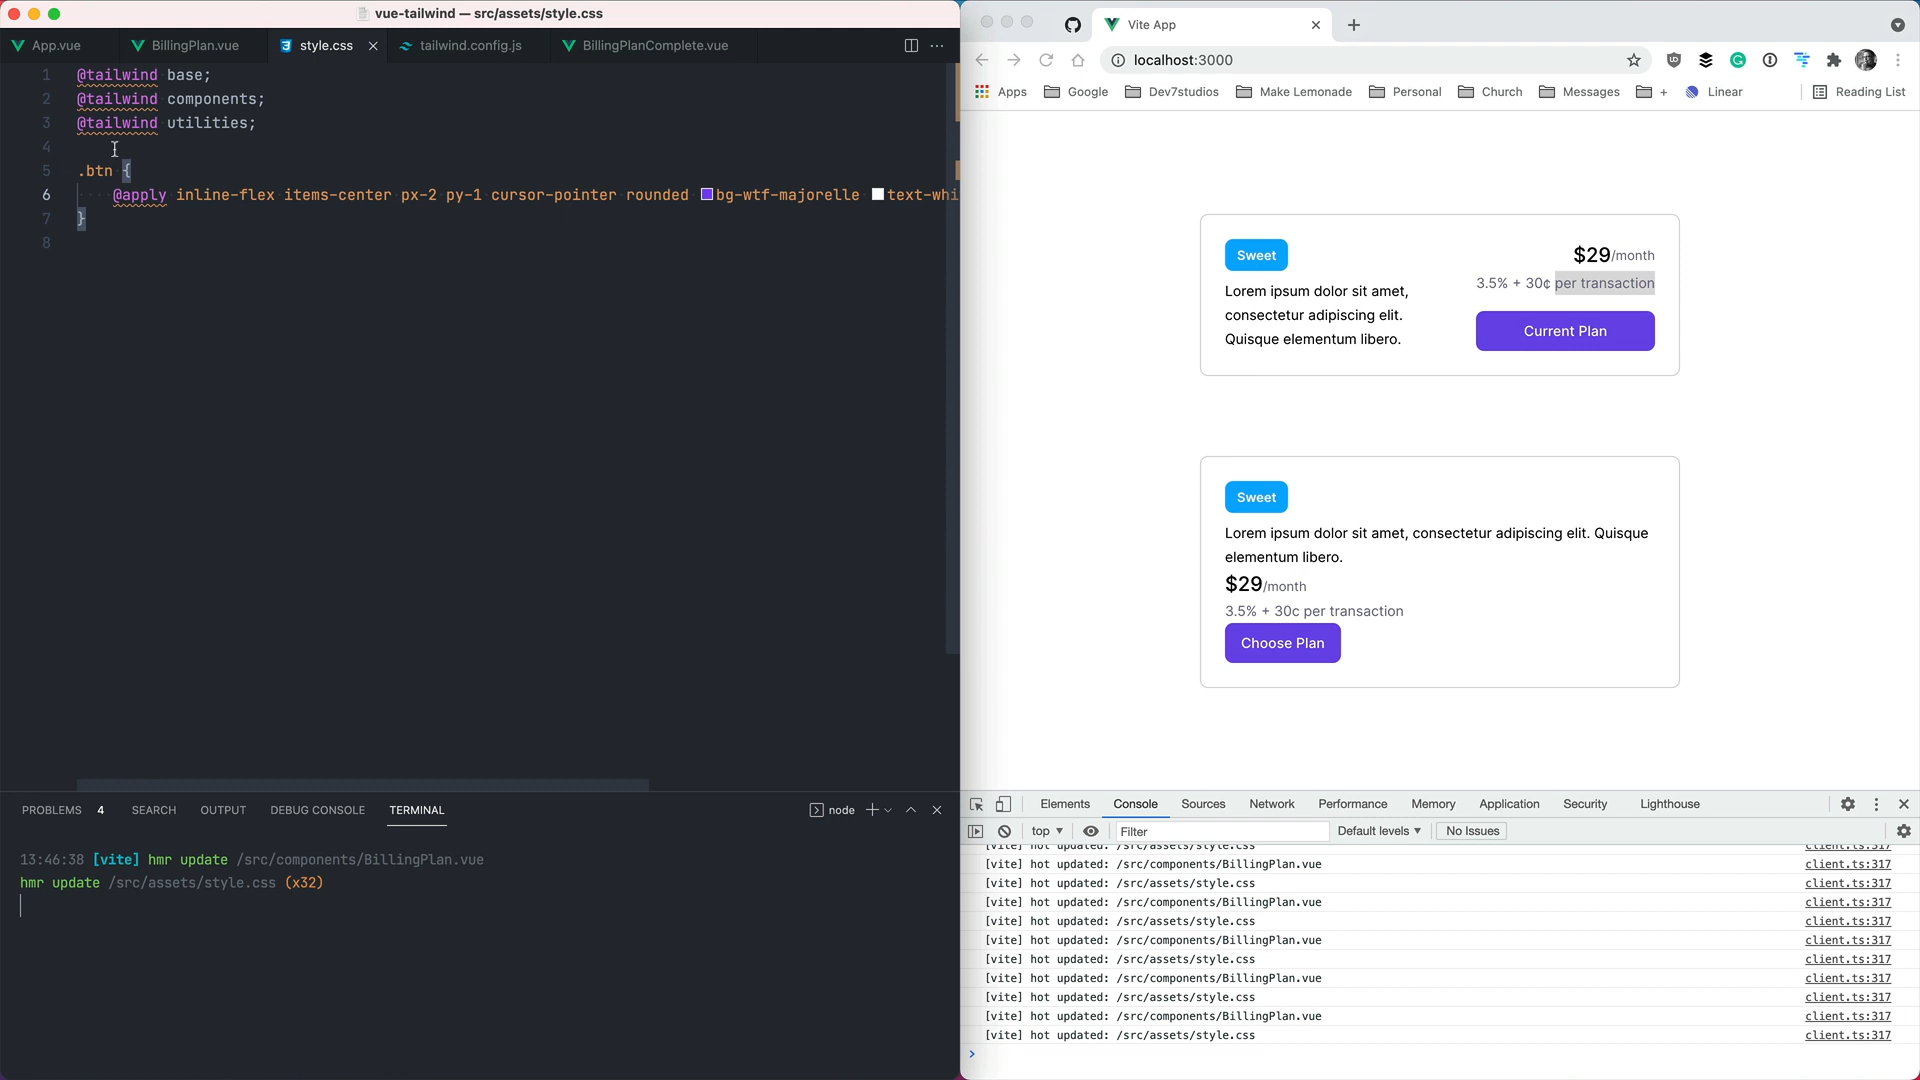 vue-tailwind — src/assets/style.css
App.vue
BillingPlan.vue
style.css
tailwind.config.js
BillingPlanComplete.vue
1 @tailwind base;
2 @tailwind components;
3 @tailwind utilities;
4
5 .btn {
6 @apply inline-flex items-center px-2 py-1 cursor-pointer rounded bg-wtf-majorelle text-whi
7 }
8
PROBLEMS 4
SEARCH
OUTPUT
DEBUG CONSOLE
TERMINAL
node
13:46:38 [vite] hmr update /src/components/BillingPlan.vue
hmr update /src/assets/style.css (x32)
Vite App
localhost:3000
Apps
Google
Dev7studios
Make Lemonade
Personal
Church
Messages
+
Linear
Reading List
Sweet
Lorem ipsum dolor sit amet,
consectetur adipiscing elit.
Quisque elementum libero.
$29/month
3.5% + 30¢ per transaction
Current Plan
Sweet
Lorem ipsum dolor sit amet, consectetur adipiscing elit. Quisque
elementum libero.
$29/month
3.5% + 30c per transaction
Choose Plan
Elements
Console
Sources
Network
Performance
Memory
Application
Security
Lighthouse
top
Filter
Default levels
No Issues
[vite] hot updated: /src/assets/style.css client.ts:317
[vite] hot updated: /src/components/BillingPlan.vue client.ts:317
[vite] hot updated: /src/assets/style.css client.ts:317
[vite] hot updated: /src/components/BillingPlan.vue client.ts:317
[vite] hot updated: /src/assets/style.css client.ts:317
[vite] hot updated: /src/components/BillingPlan.vue client.ts:317
[vite] hot updated: /src/assets/style.css client.ts:317
[vite] hot updated: /src/components/BillingPlan.vue client.ts:317
[vite] hot updated: /src/assets/style.css client.ts:317
[vite] hot updated: /src/components/BillingPlan.vue client.ts:317
[vite] hot updated: /src/assets/style.css client.ts:317